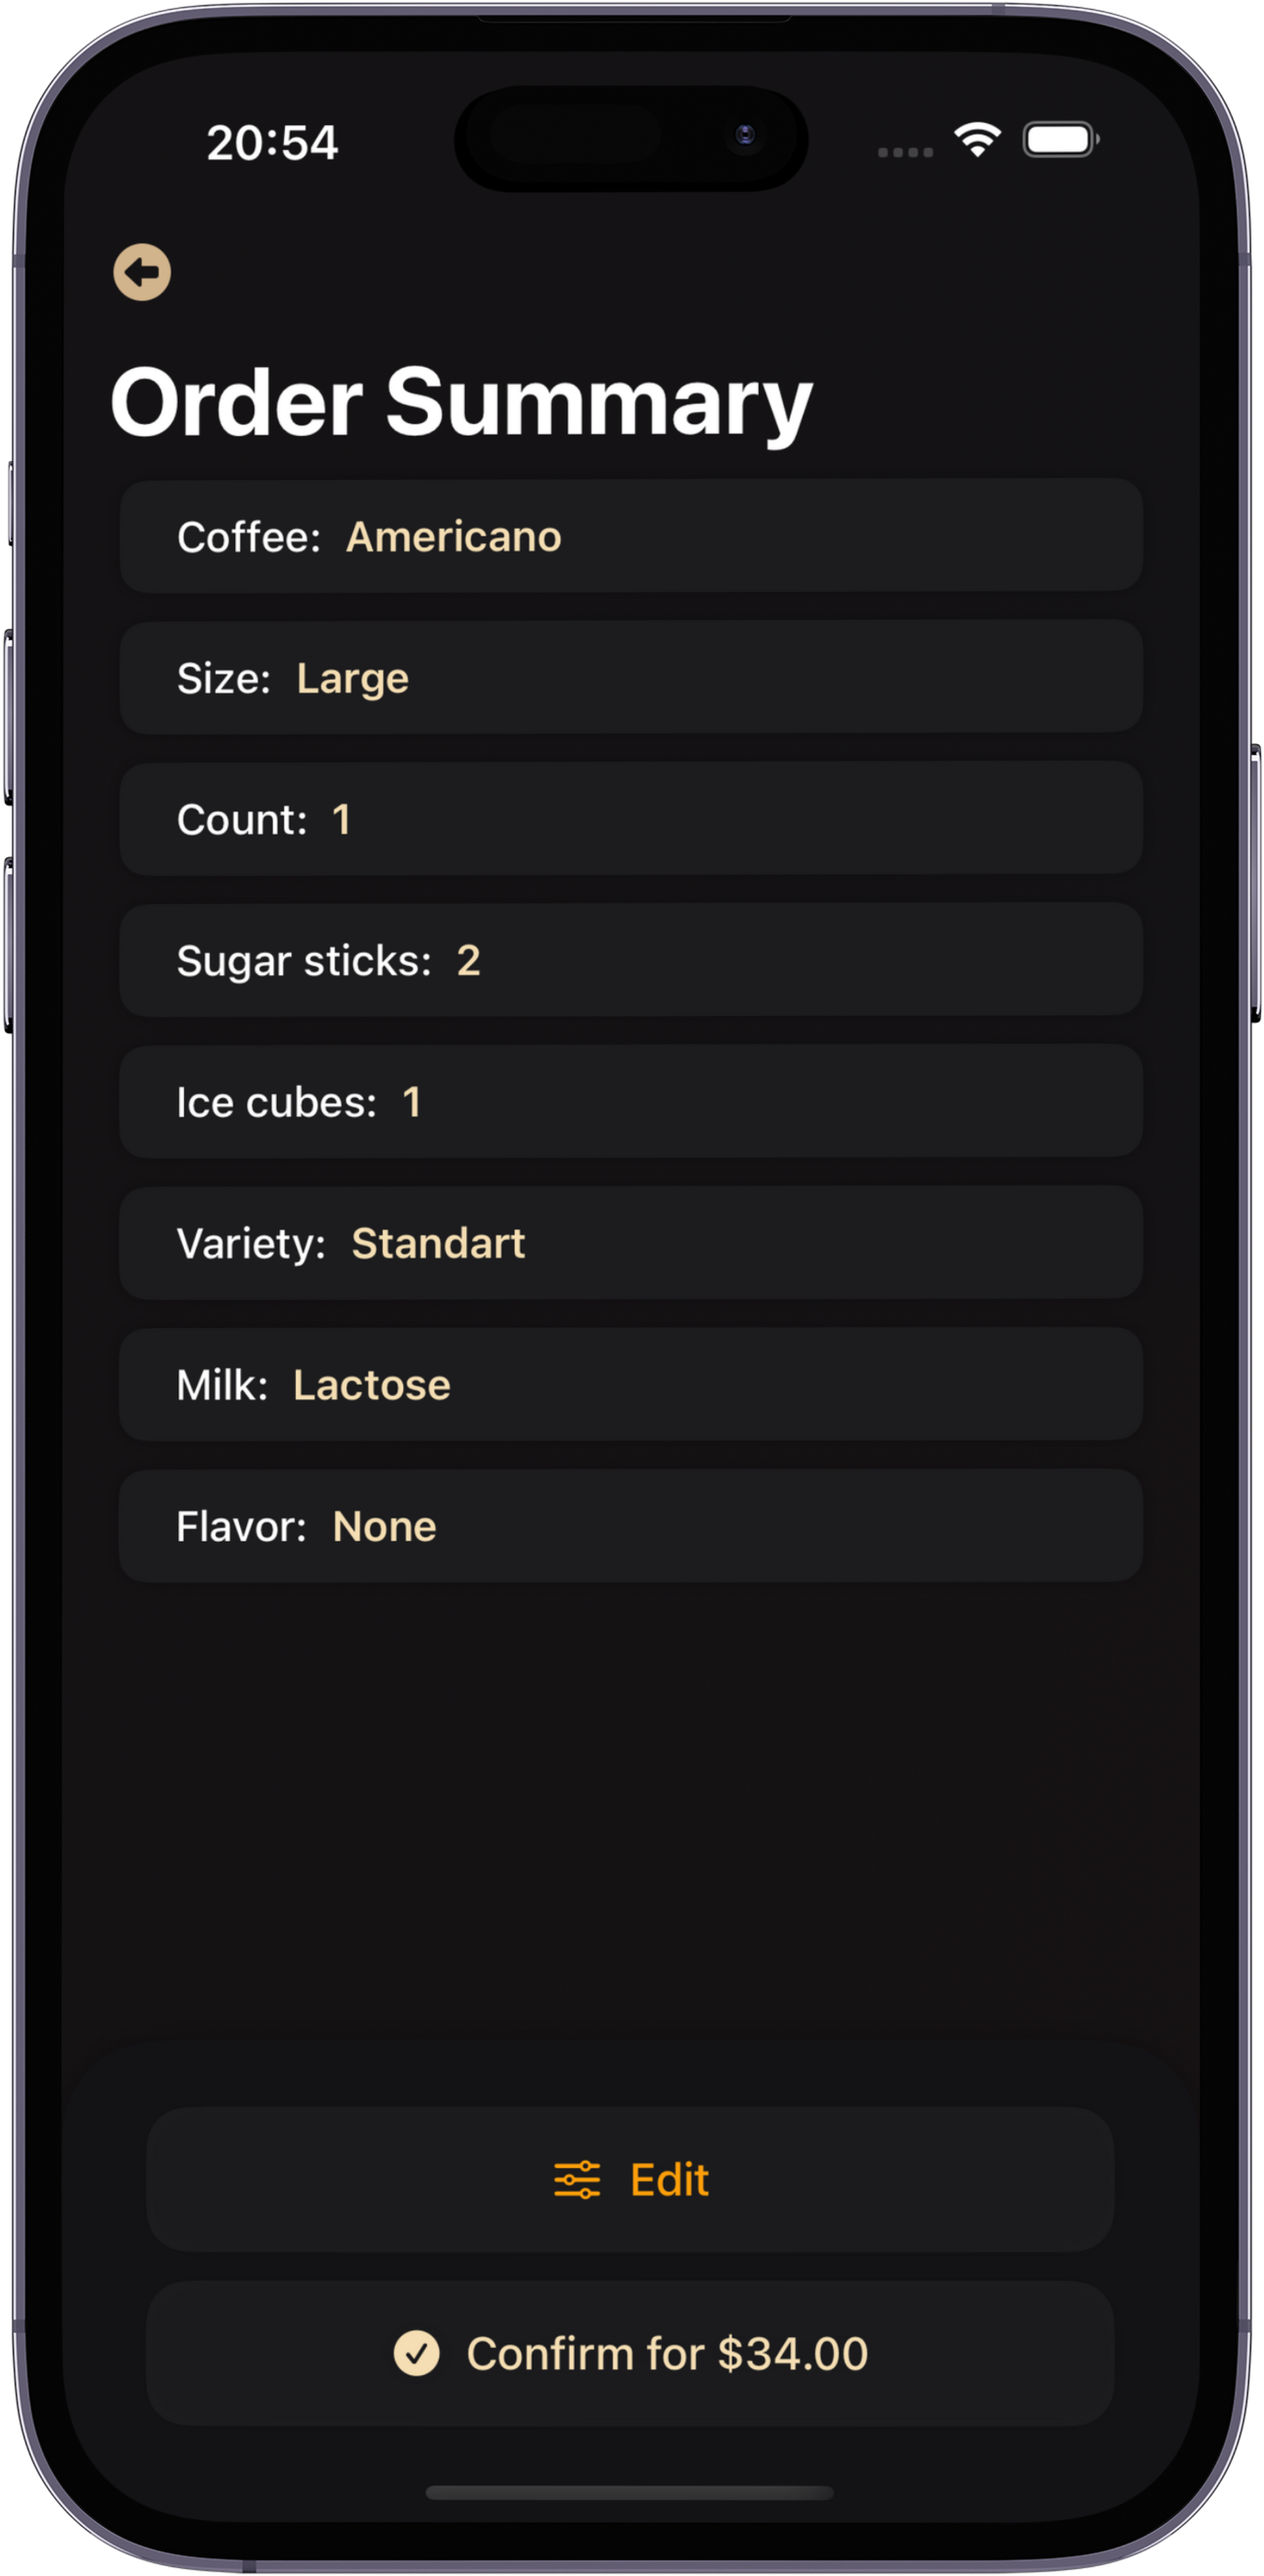 20:54
Order Summary
Coffee: Americano
Size: Large
Count: 1
Sugar sticks: 2
Ice cubes: 1
Variety: Standart
Milk: Lactose
Flavor: None
Edit
Confirm for $34.00